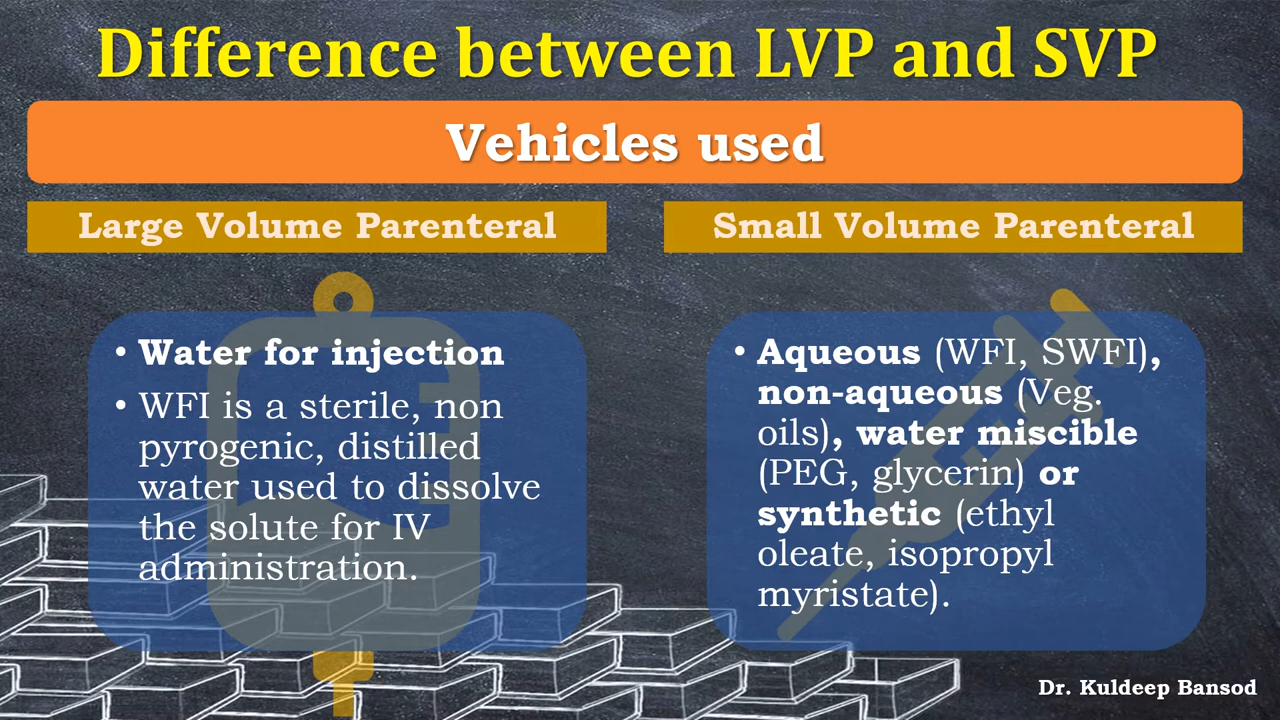 Difference between LVP and SVP
Vehicles used
Large Volume Parenteral
• Water for injection
• WFI is a sterile, non
pyrogenic, distilled
water used to dissolve
the solute for IV
administration.
Small Volume Parenteral
• Aqueous (WFI, SWFI),
non-aqueous (Veg.
oils), water miscible
(PEG, glycerin) or
synthetic (ethyl
oleate, isopropyl
myristate).
Dr. Kuldeep Bansod